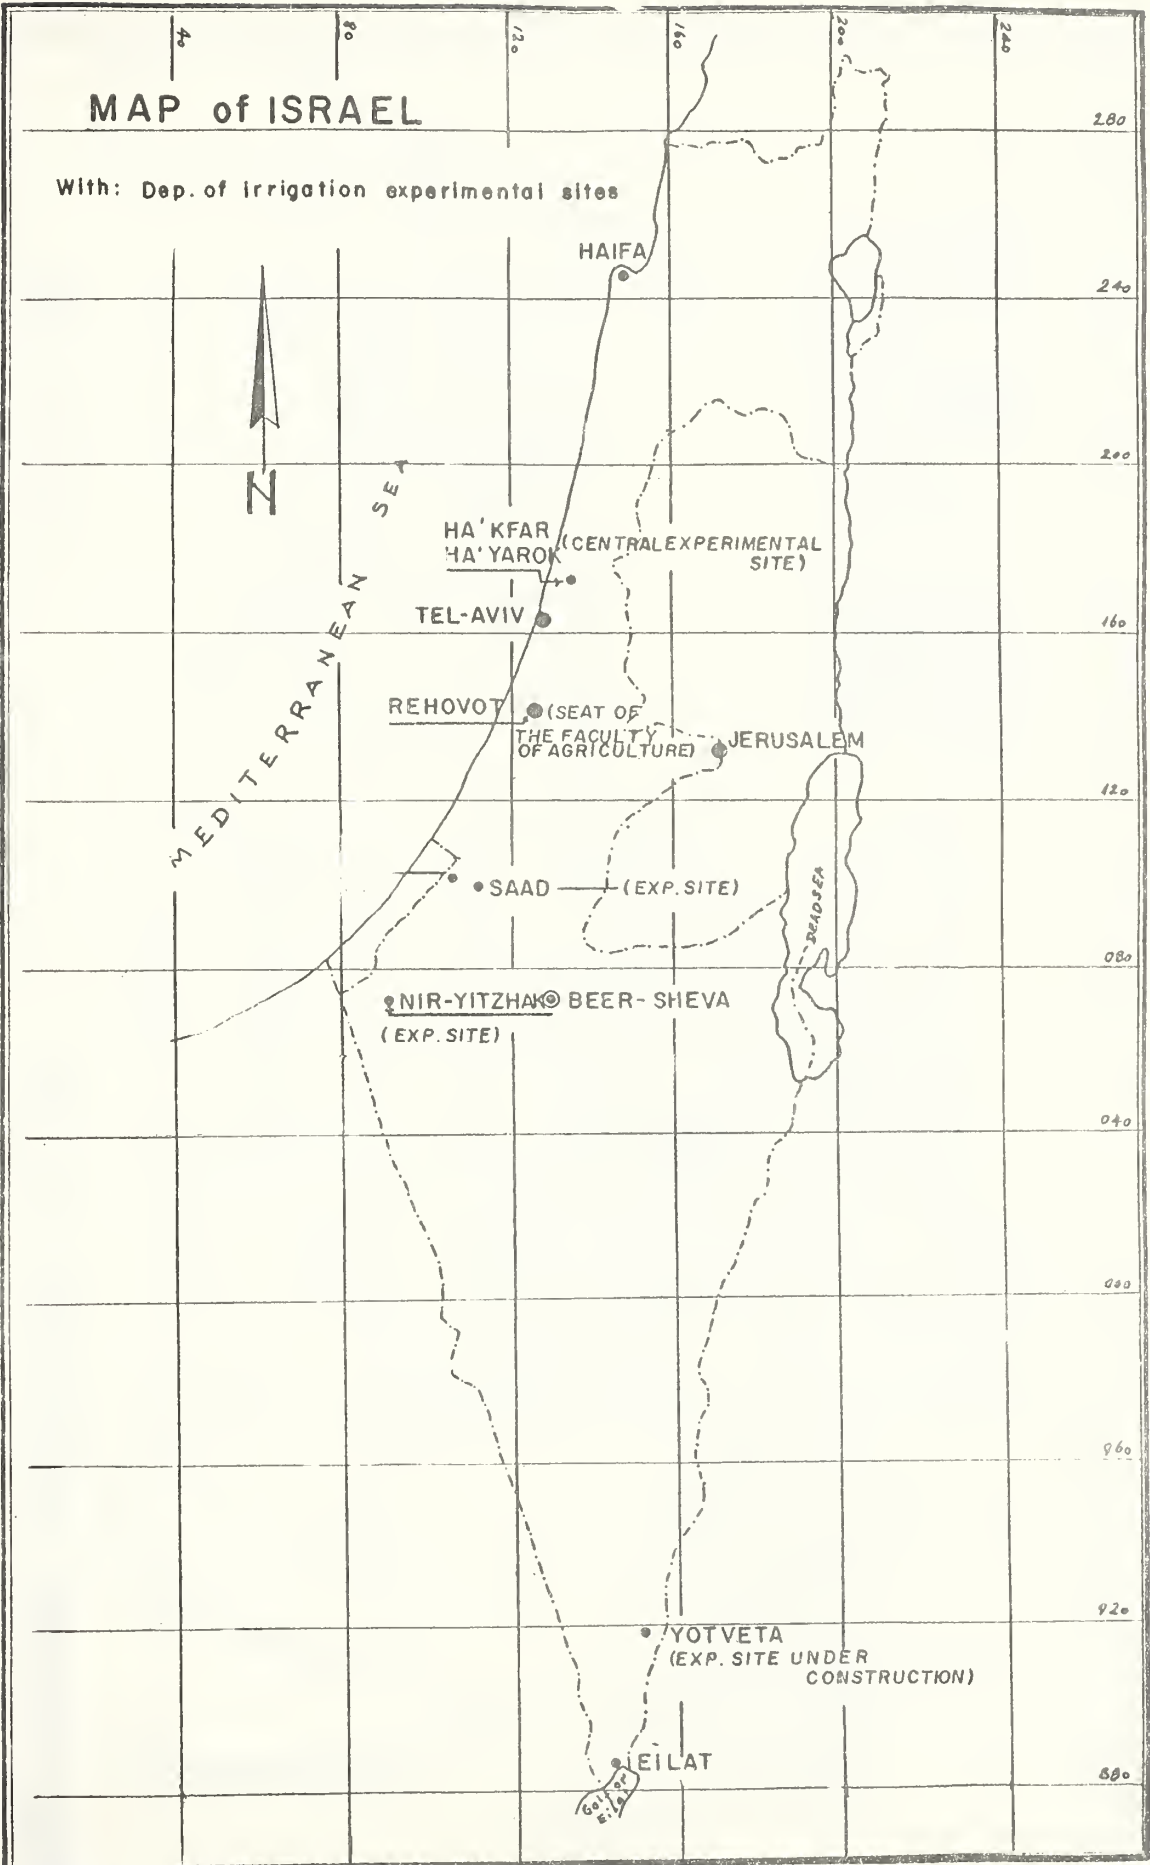 40 80 120 160 200 240
MAP of ISRAEL
280
With: Dep. of irrigation experimental sites
HAIFA
240
N
200
MEDITERRANEAN SEA
HA'KFAR
HA'YAROK
(CENTRAL EXPERIMENTAL
SITE)
TEL-AVIV
160
REHOVOT
(SEAT OF
THE FACULTY
OF AGRICULTURE)
JERUSALEM
120
SAAD
(EXP. SITE)
DEADSEA
080
NIR-YITZHAK
(EXP. SITE)
BEER-SHEVA
040
000
960
920
YOTVETA
(EXP. SITE UNDER
CONSTRUCTION)
EILAT
880
Golf of
Eilat